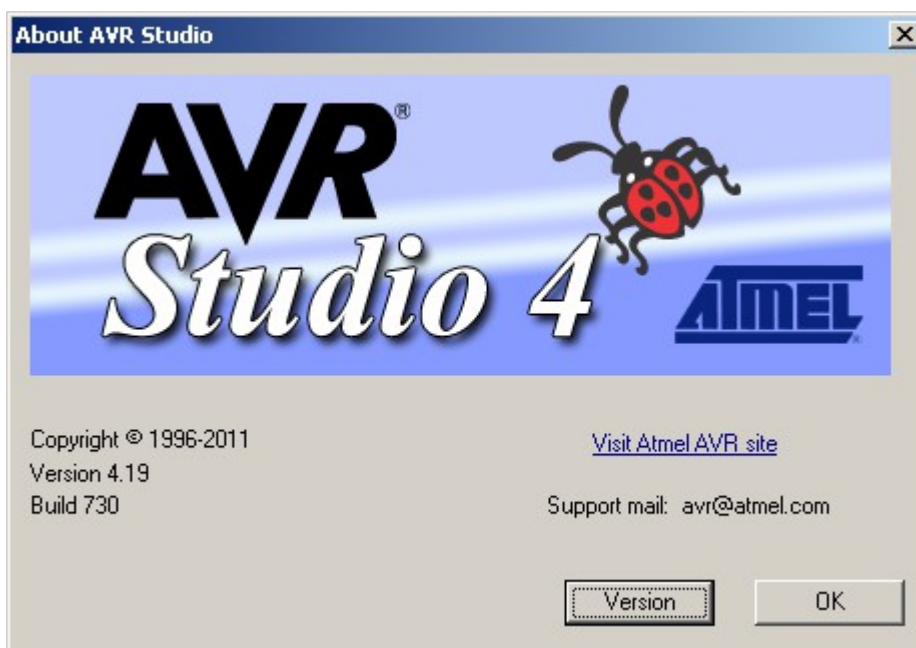 About AVR Studio
AVR®
Studio 4
ATMEL®
Copyright © 1996-2011
Version 4.19
Build 730
Visit Atmel AVR site
Support mail: avr@atmel.com
Version
OK